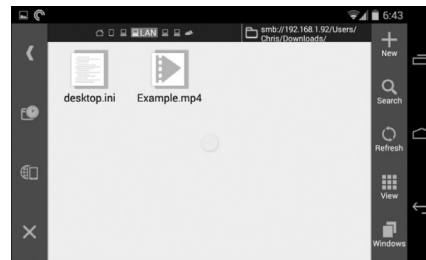 6:43
LAN
smb://192.168.1.92/Users/
Chris/Downloads/
New
desktop.ini
Example.mp4
Search
Refresh
View
Windows